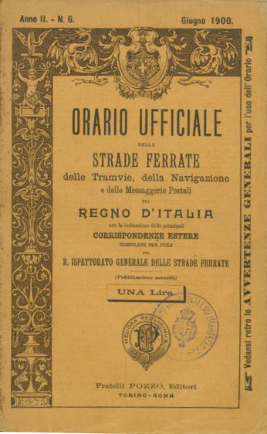 Anno II. - N. 6.
Giugno 1900.
ORARIO UFFICIALE
DELLE
STRADE FERRATE
delle Tramvie, della Navigazione
e delle Messaggerie Postali
DEL
REGNO D'ITALIA
con la indicazione delle principali
CORRISPONDENZE ESTERE
COMPILATO PER CURA
DEL
R. ISPETTORATO GENERALE DELLE STRADE FERRATE
(Pubblicazione mensile)
UNA Lira.
Fratelli POZZO, Editori
TORINO-ROMA
Vedansi retro le AVVERTENZE GENERALI per l'uso dell'Orario